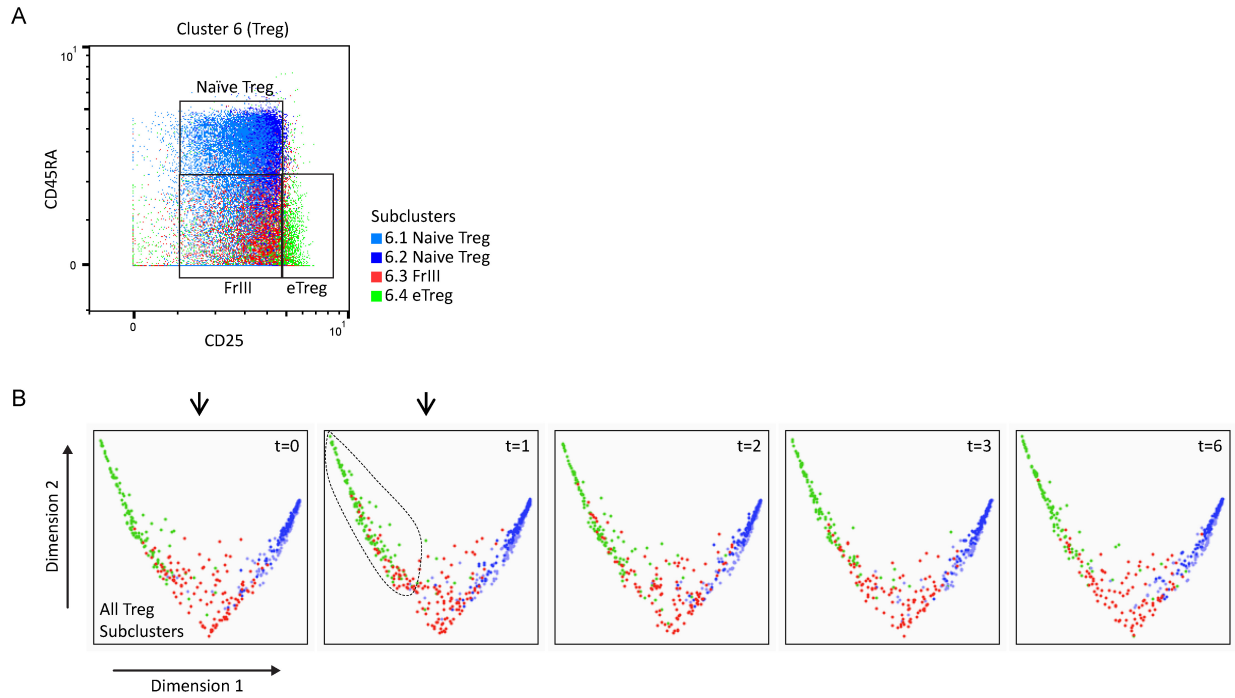 A
Cluster 6 (Treg)
10¹
Naïve Treg
CD45RA
0
FrIII
eTreg
0
10¹
CD25
Subclusters
6.1 Naive Treg
6.2 Naive Treg
6.3 FrIII
6.4 eTreg
B
t=0
t=1
t=2
t=3
t=6
Dimension 2
All Treg
Subclusters
Dimension 1